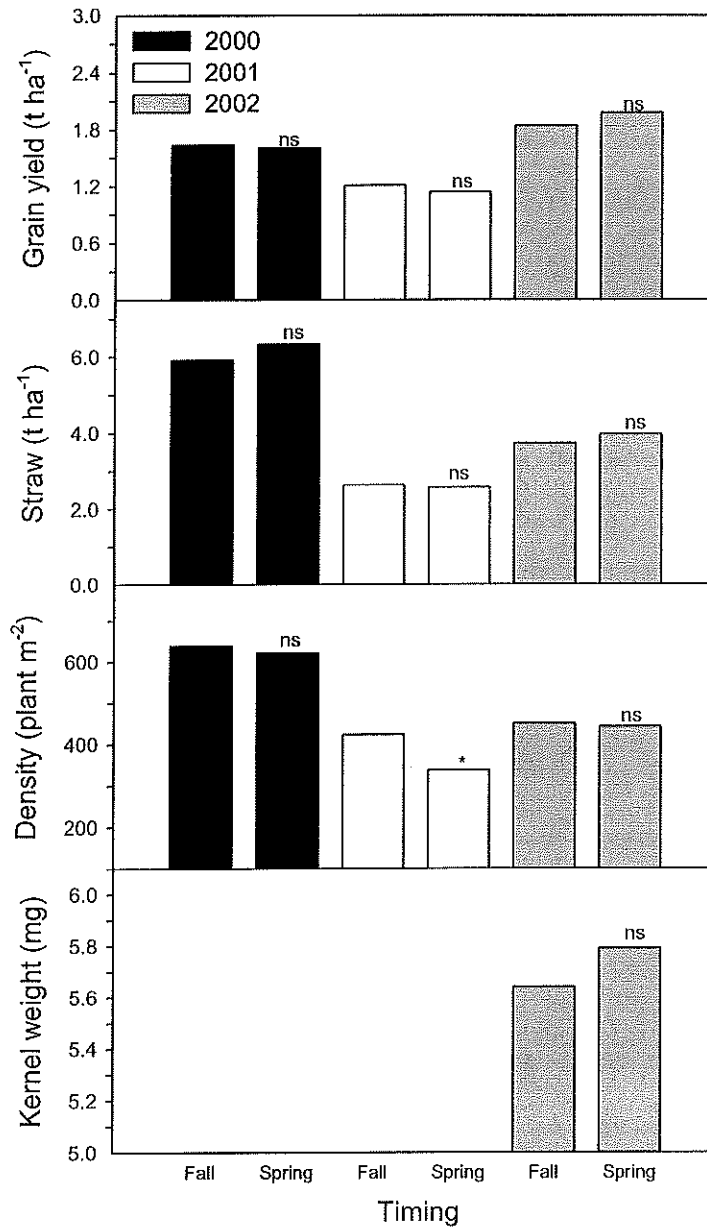 3.0
2000
2001
2002
2.4
1.8
1.2
0.6
0.0
Grain yield (t ha⁻¹)
ns
ns
ns
6.0
4.0
2.0
0.0
Straw (t ha⁻¹)
ns
ns
ns
600
400
200
Density (plant m⁻²)
ns
*
ns
6.0
5.8
5.6
5.4
5.2
5.0
Kernel weight (mg)
ns
Fall Spring Fall Spring Fall Spring
Timing